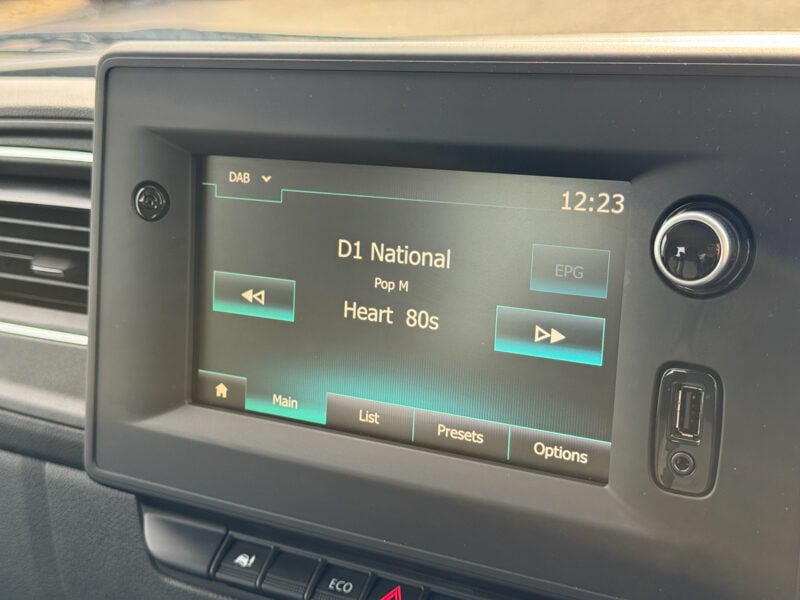 DAB
12:23
D1 National
EPG
Pop M
Heart 80s
Main
List
Presets
Options
ECO